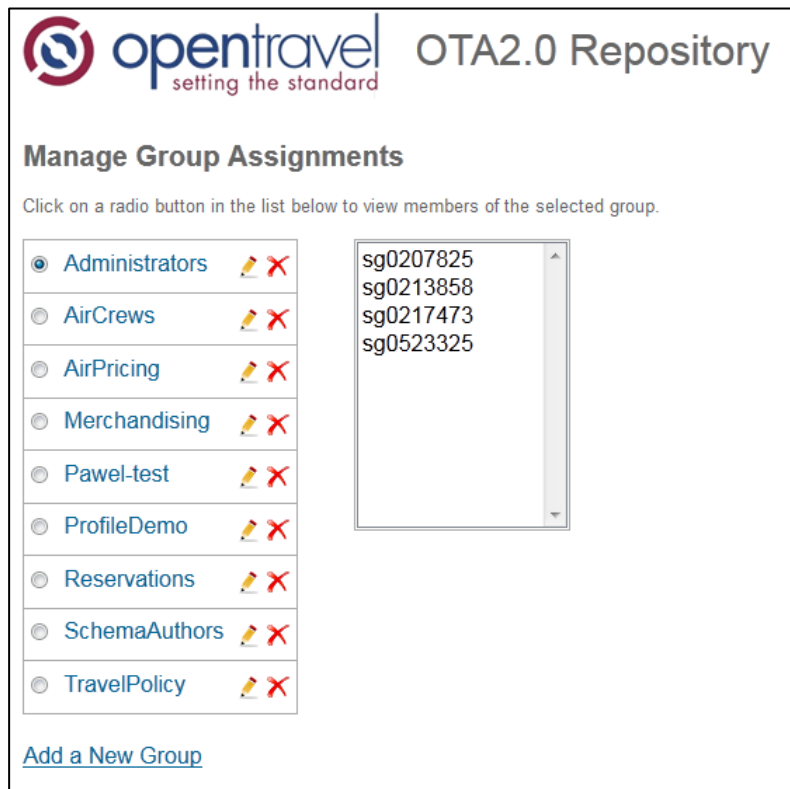 opentravel OTA2.0 Repository
setting the standard
Manage Group Assignments
Click on a radio button in the list below to view members of the selected group.
Administrators
AirCrews
AirPricing
Merchandising
Pawel-test
ProfileDemo
Reservations
SchemaAuthors
TravelPolicy
sg0207825
sg0213858
sg0217473
sg0523325
Add a New Group